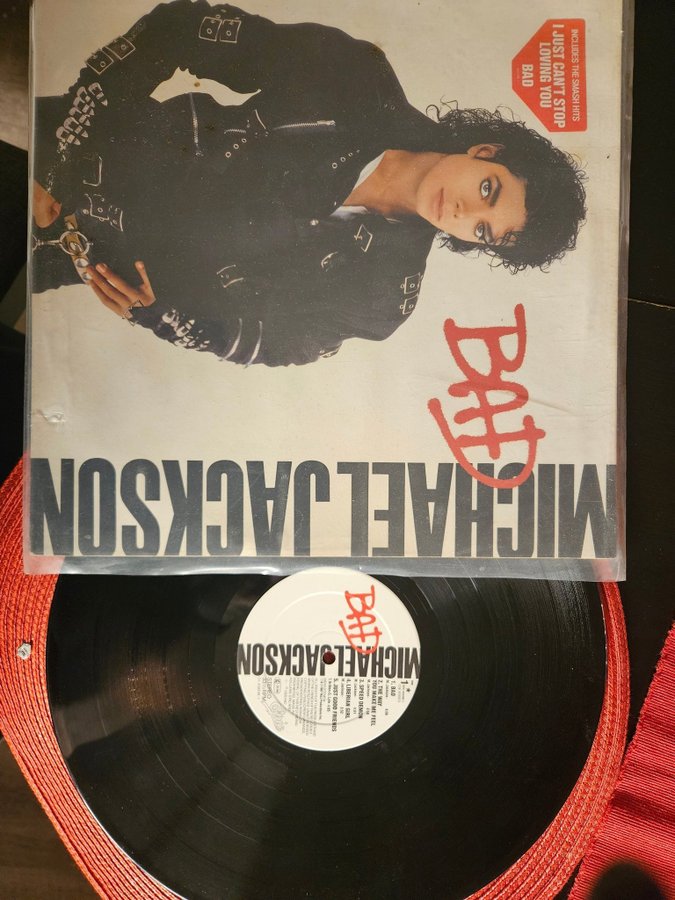 INCLUDES THE SMASH HITS
I JUST CAN'T STOP
LOVING YOU
BAD
BAD
MICHAEL JACKSON
BAD
MICHAEL JACKSON
1
1. BAD
2. THE WAY
YOU MAKE ME FEEL
3. SPEED DEMON
4. LIBERIAN GIRL
5. JUST GOOD FRIENDS